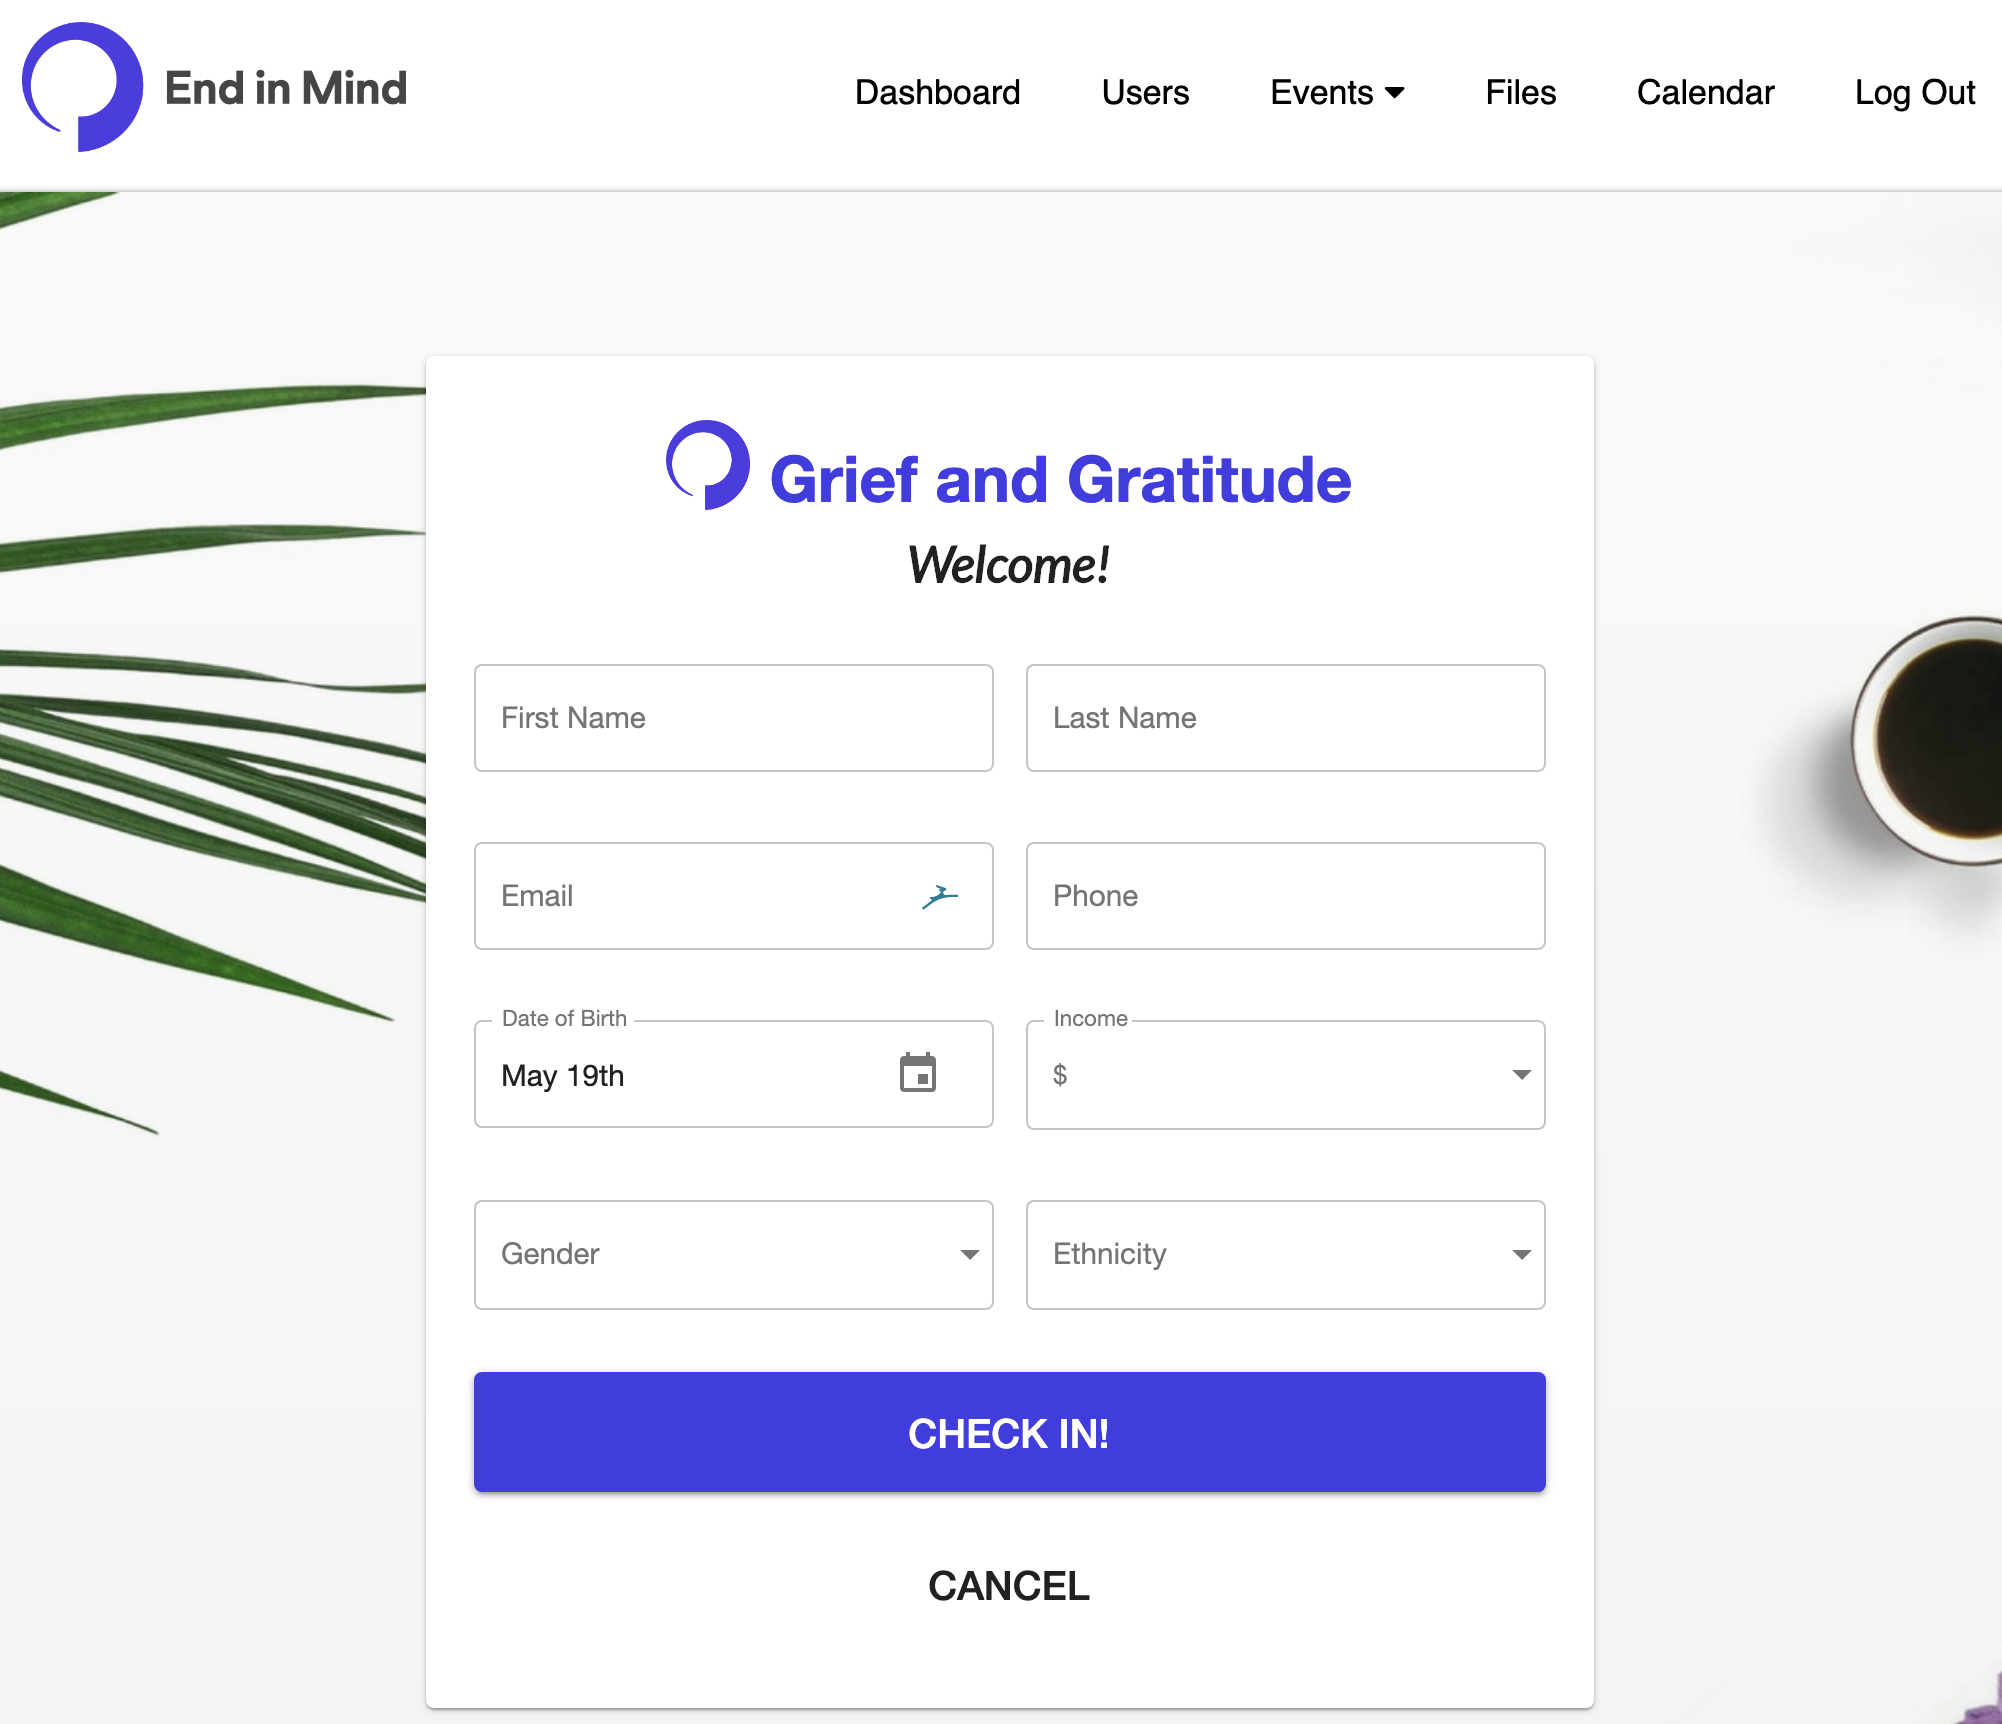 End in Mind
Dashboard Users Events Files Calendar Log Out
Grief and Gratitude
Welcome!
First Name Last Name
Email Phone
Date of Birth Income
May 19th $
Gender Ethnicity
CHECK IN!
CANCEL